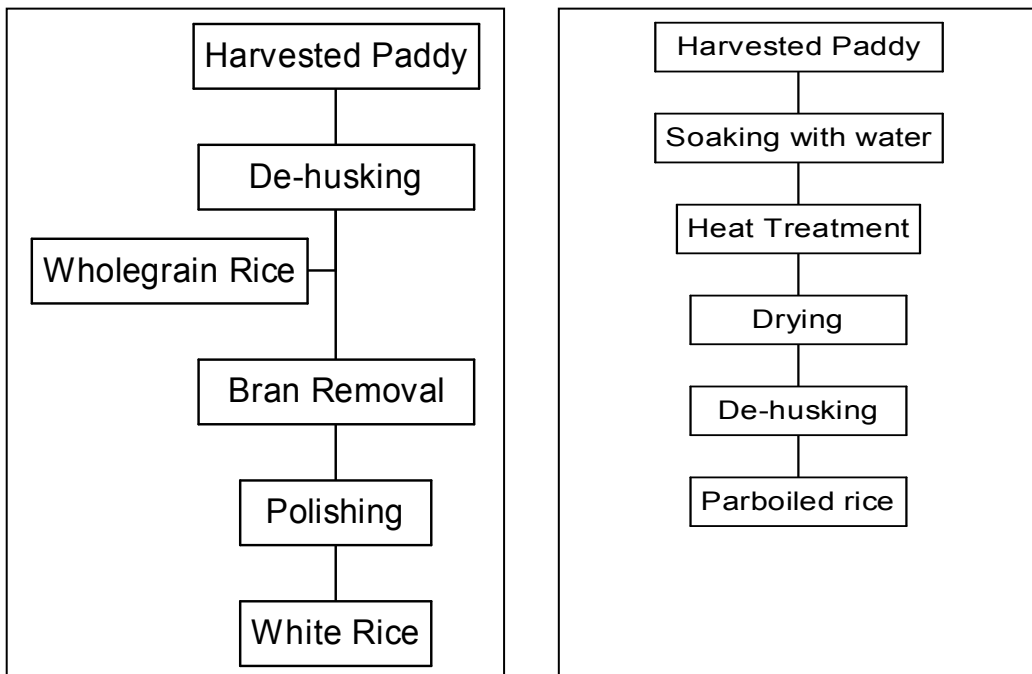 Harvested Paddy
De-husking
Wholegrain Rice
Bran Removal
Polishing
White Rice
Harvested Paddy
Soaking with water
Heat Treatment
Drying
De-husking
Parboiled rice